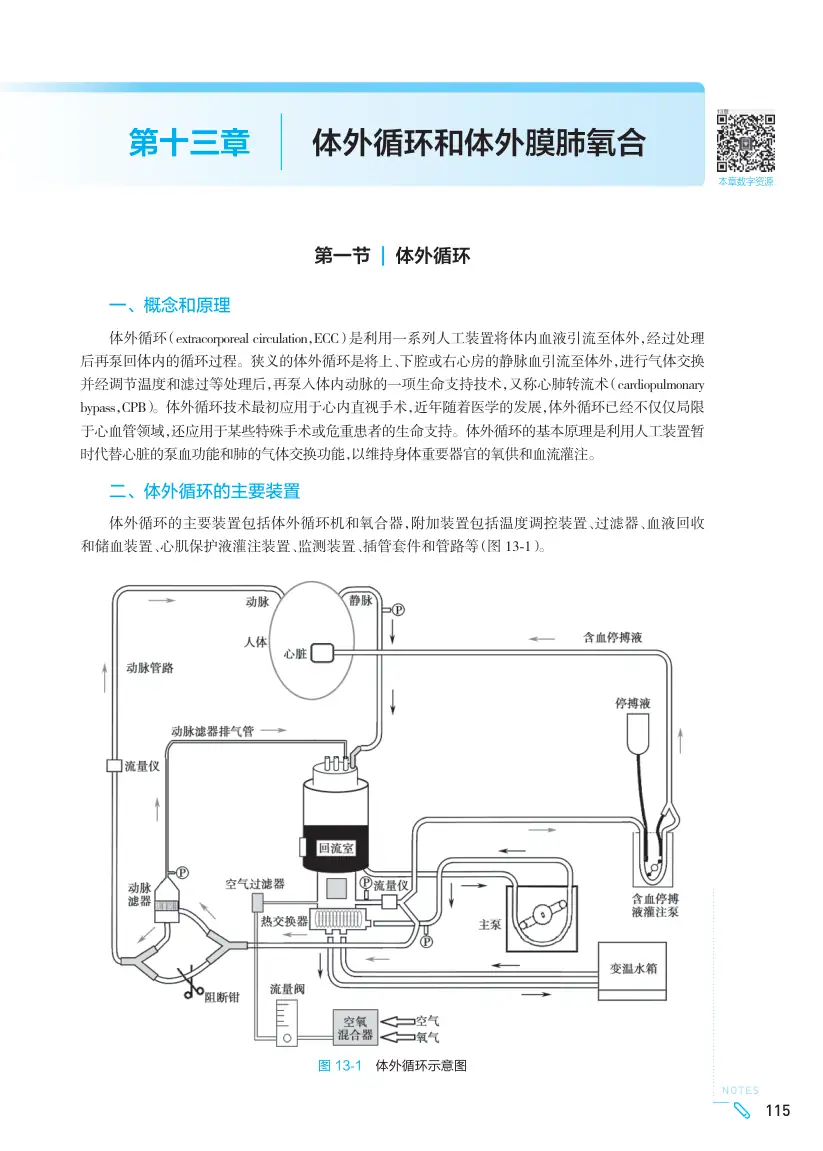 第十三章 体外循环和体外膜肺氧合
本章数字资源
第一节 | 体外循环
一、概念和原理
体外循环(extracorporeal circulation,ECC)是利用一系列人工装置将体内血液引流至体外,经过处理
后再泵回体内的循环过程。狭义的体外循环是将上、下腔或右心房的静脉血引流至体外,进行气体交换
并经调节温度和滤过等处理后,再泵入体内动脉的一项生命支持技术,又称心肺转流术(cardiopulmonary
bypass,CPB)。体外循环技术最初应用于心内直视手术,近年随着医学的发展,体外循环已经不仅仅局限
于心血管领域,还应用于某些特殊手术或危重患者的生命支持。体外循环的基本原理是利用人工装置暂
时代替心脏的泵血功能和肺的气体交换功能,以维持身体重要器官的氧供和血流灌注。
二、体外循环的主要装置
体外循环的主要装置包括体外循环机和氧合器,附加装置包括温度调控装置、过滤器、血液回收
和储血装置、心肌保护液灌注装置、监测装置、插管套件和管路等(图 13-1)。
动脉
静脉
P
人体
心脏
含血停搏液
动脉管路
停搏液
动脉滤器排气管
流量仪
回流室
P
动脉
滤器
空气过滤器
P
流量仪
热交换器
P
主泵
含血停搏
液灌注泵
变温水箱
阻断钳
流量阀
空氧
混合器
空气
氧气
图 13-1 体外循环示意图
NOTES
115